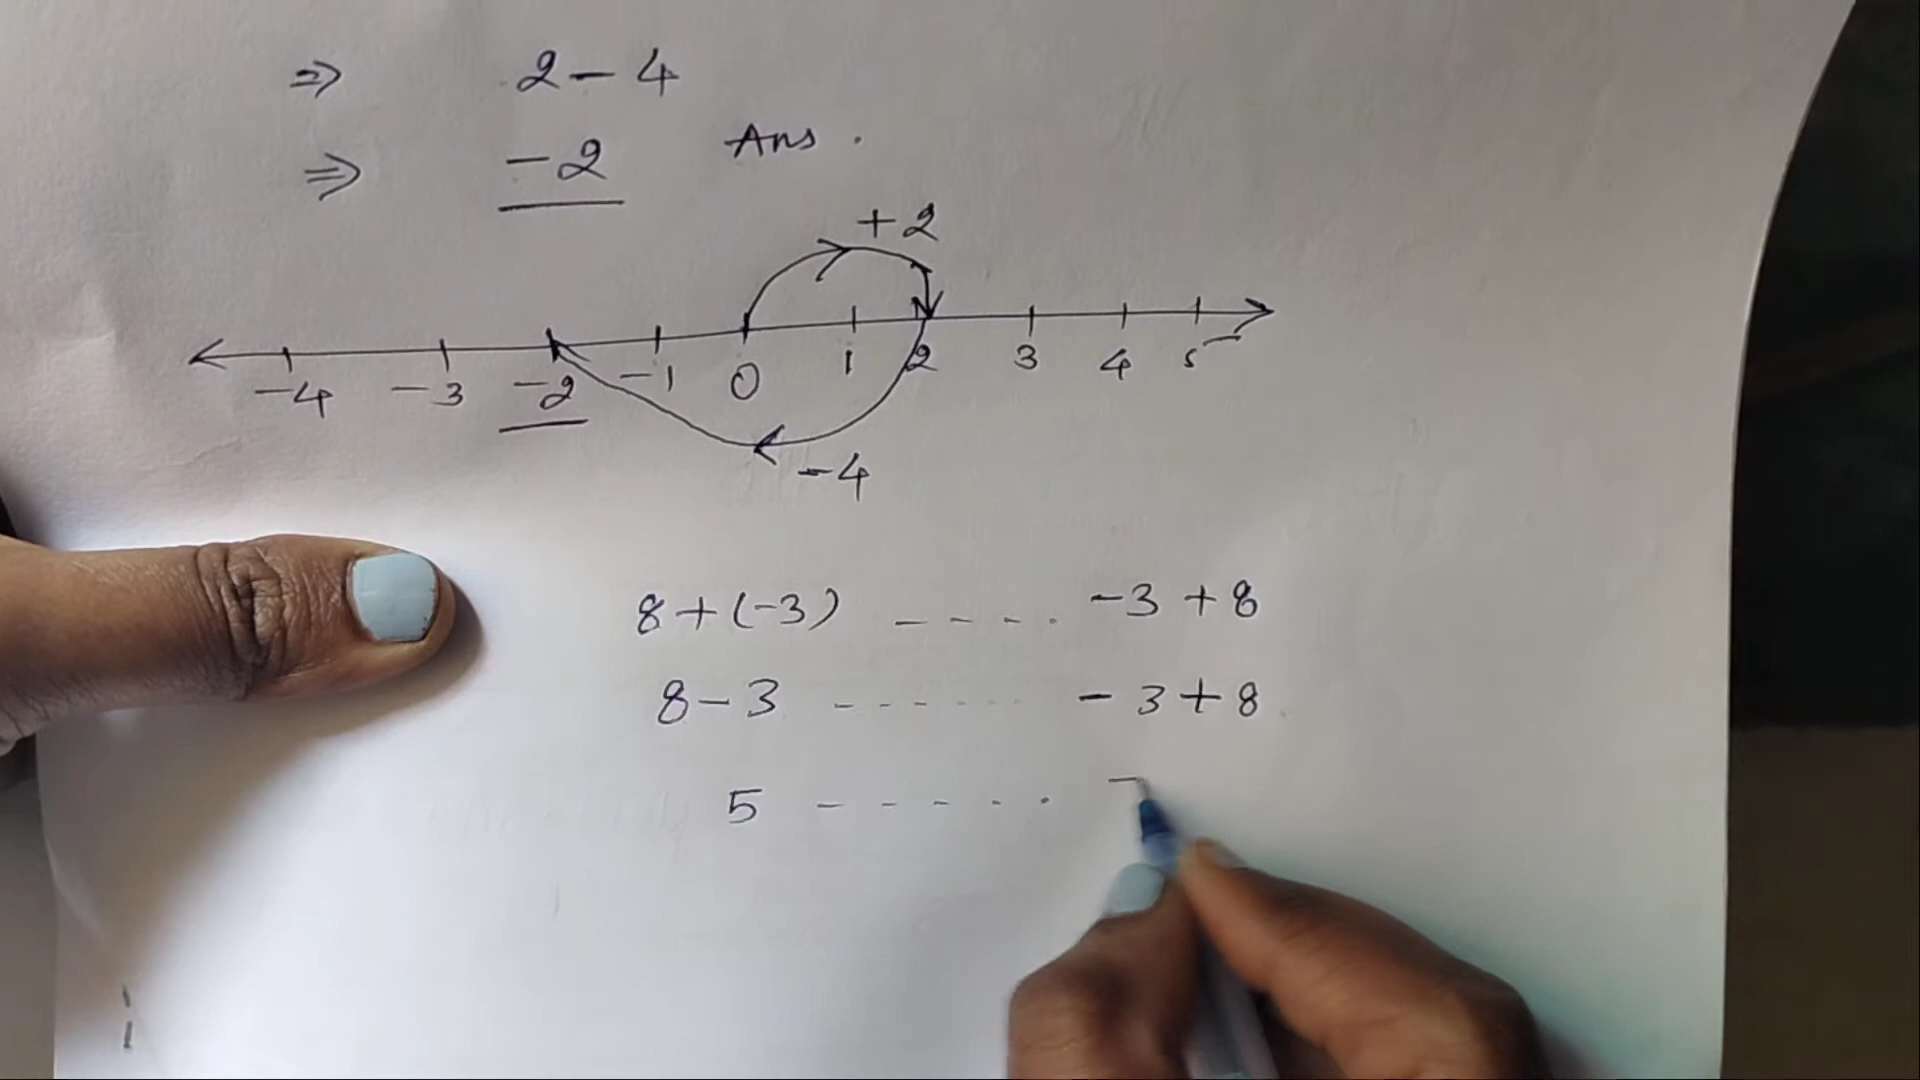 ⇒ 2 - 4
⇒ -2 Ans.
+2
-4 -3 -2 -1 0 1 2 3 4 5
-4
8+(-3) ----. -3 +8
8-3 ------ -3+8
5 -----.